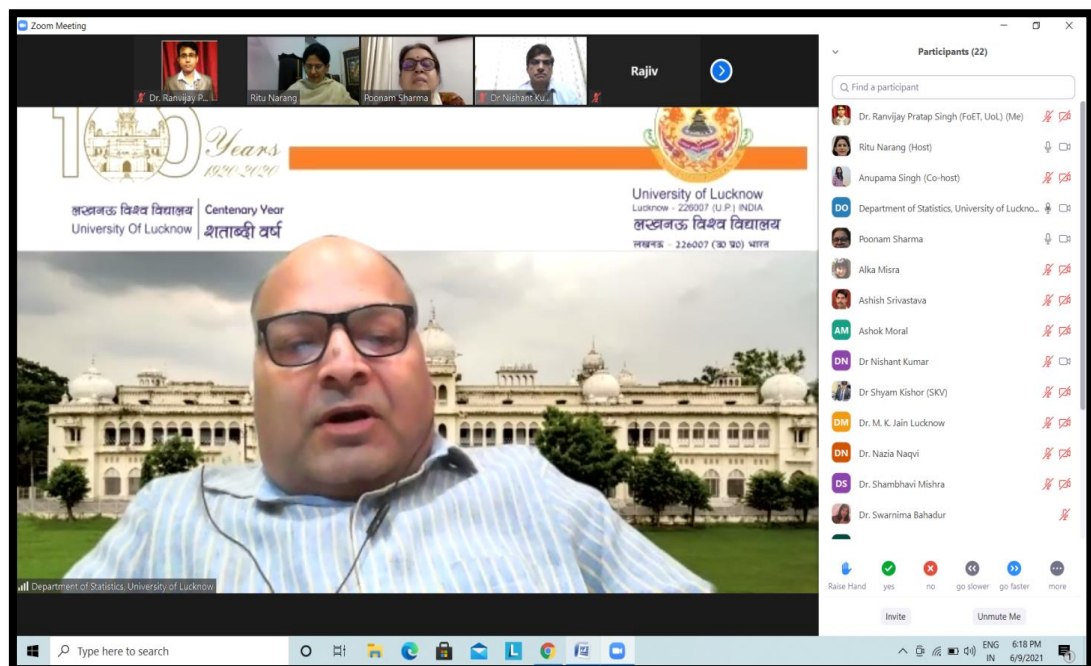 Zoom Meeting
Dr. Ranvijay P...
Ritu Narang
Poonam Sharma
Dr Nishant Ku...
Rajiv
100 Years
1920-2020
लखनऊ विश्व विद्यालय
University Of Lucknow
Centenary Year
शताब्दी वर्ष
University of Lucknow
Lucknow - 226007 (U.P.) INDIA
लखनऊ विश्व विद्यालय
लखनऊ - 226007 (उ0 प्र0) भारत
Department of Statistics, University of Lucknow
Participants (22)
Find a participant
Dr. Ranvijay Pratap Singh (FoET, UoL) (Me)
Ritu Narang (Host)
Anupama Singh (Co-host)
DO Department of Statistics, University of Luckno...
Poonam Sharma
Alka Misra
Ashish Srivastava
AM Ashok Moral
DN Dr Nishant Kumar
Dr Shyam Kishor (SKV)
DM Dr. M. K. Jain Lucknow
DN Dr. Nazia Naqvi
DS Dr. Shambhavi Mishra
Dr. Swarnima Bahadur
Raise Hand yes no go slower go faster more
Invite Unmute Me
Type here to search
ENG
IN
6:18 PM
6/9/2021
1